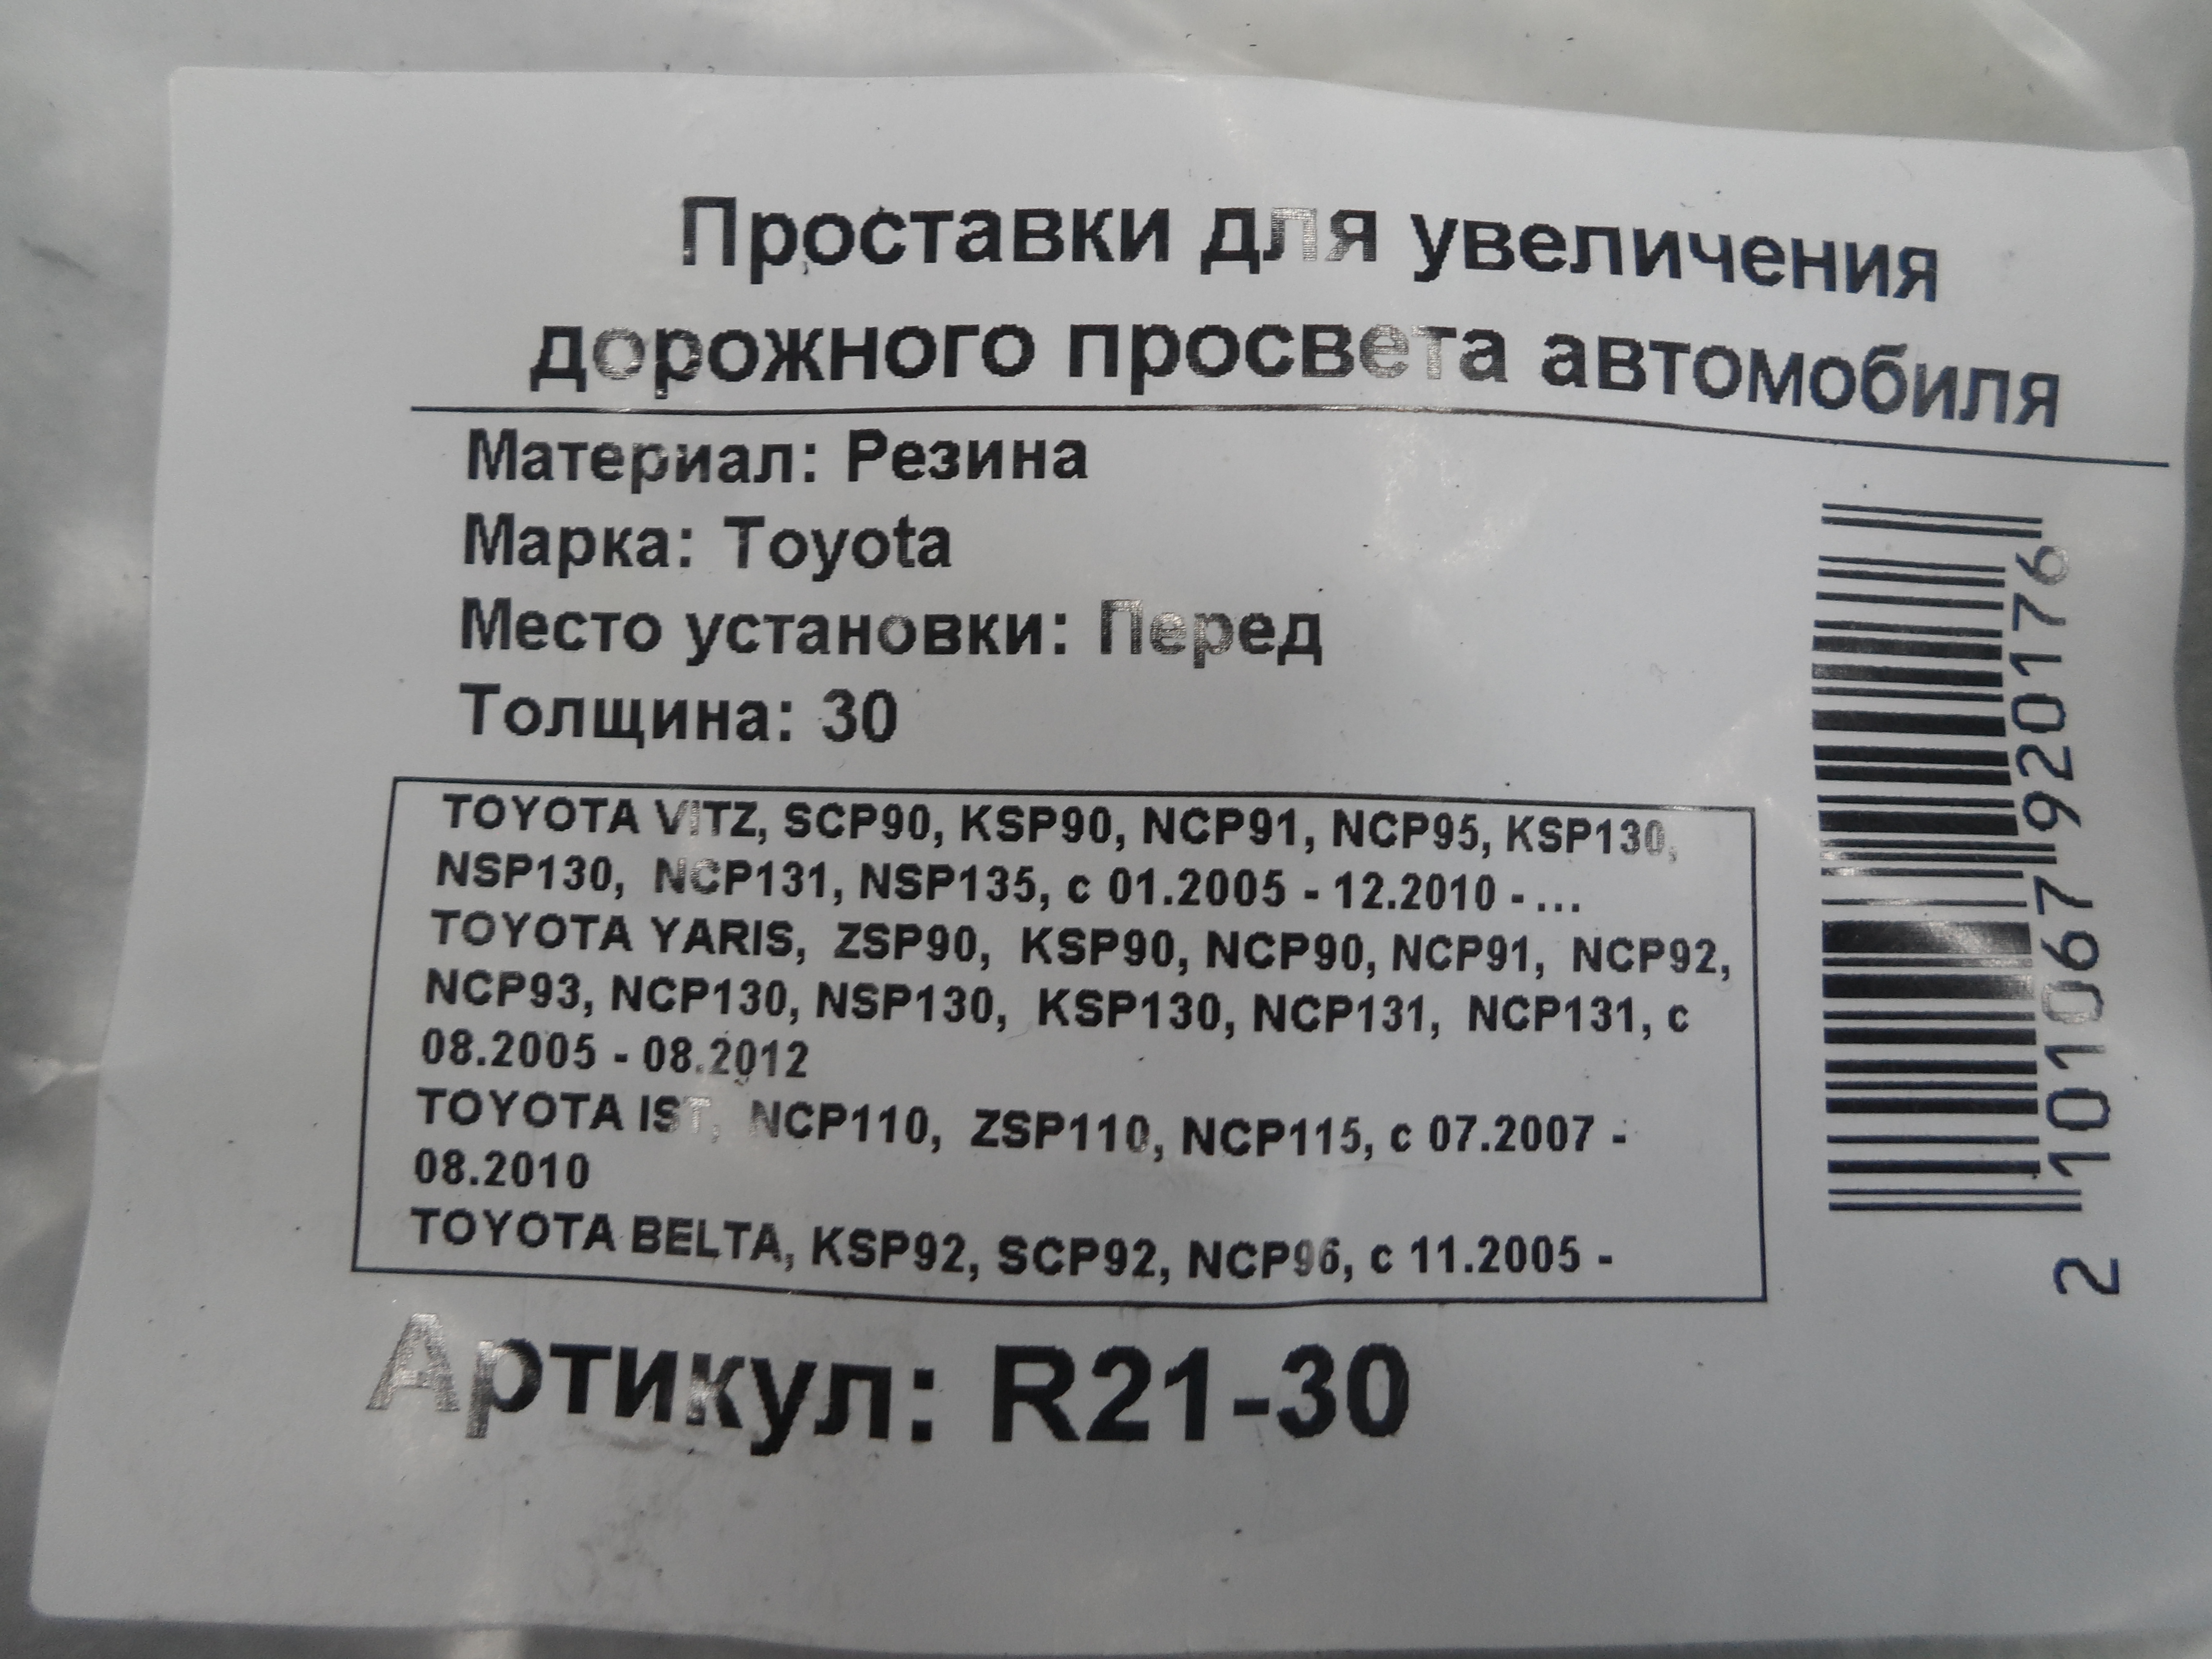 Проставки для увеличения
дорожного просвета автомобиля
Материал: Резина
Марка: Toyota
Место установки: Перед
Толщина: 30
TOYOTA VITZ, SCP90, KSP90, NCP91, NCP95, KSP130,
NSP130, NCP131, NSP135, с 01.2005 - 12.2010 - ...
TOYOTA YARIS, ZSP90, KSP90, NCP90, NCP91, NCP92,
NCP93, NCP130, NSP130, KSP130, NCP131, NCP131, с
08.2005 - 08.2012
TOYOTA IST, NCP110, ZSP110, NCP115, с 07.2007 -
08.2010
TOYOTA BELTA, KSP92, SCP92, NCP96, с 11.2005 -
Артикул: R21-30
2 101067 920176